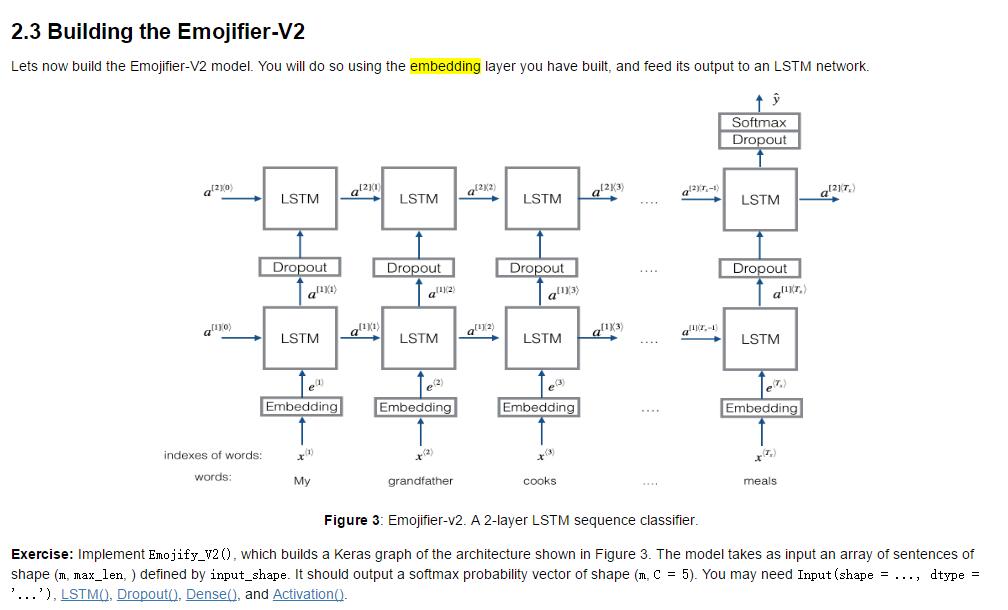 2.3 Building the Emojifier-V2
Lets now build the Emojifier-V2 model. You will do so using the embedding layer you have built, and feed its output to an LSTM network.
ŷ
Softmax
Dropout
a[2]⟨0⟩ LSTM a[2]⟨1⟩ LSTM a[2]⟨2⟩ LSTM a[2]⟨3⟩ .... a[2]⟨Tx−1⟩ LSTM a[2]⟨Tx⟩
Dropout Dropout Dropout .... Dropout
a[1]⟨1⟩ a[1]⟨2⟩ a[1]⟨3⟩ a[1]⟨Tx⟩
a[1]⟨0⟩ LSTM a[1]⟨1⟩ LSTM a[1]⟨2⟩ LSTM a[1]⟨3⟩ .... a[1]⟨Tx−1⟩ LSTM
e⟨1⟩ e⟨2⟩ e⟨3⟩ e⟨Tx⟩
Embedding Embedding Embedding .... Embedding
indexes of words: x⟨1⟩ x⟨2⟩ x⟨3⟩ x⟨Tx⟩
words: My grandfather cooks .... meals
Figure 3: Emojifier-v2. A 2-layer LSTM sequence classifier.
Exercise: Implement Emojify_V2(), which builds a Keras graph of the architecture shown in Figure 3. The model takes as input an array of sentences of
shape (m, max_len, ) defined by input_shape. It should output a softmax probability vector of shape (m, C = 5). You may need Input(shape = ..., dtype =
'...'), LSTM(), Dropout(), Dense(), and Activation().